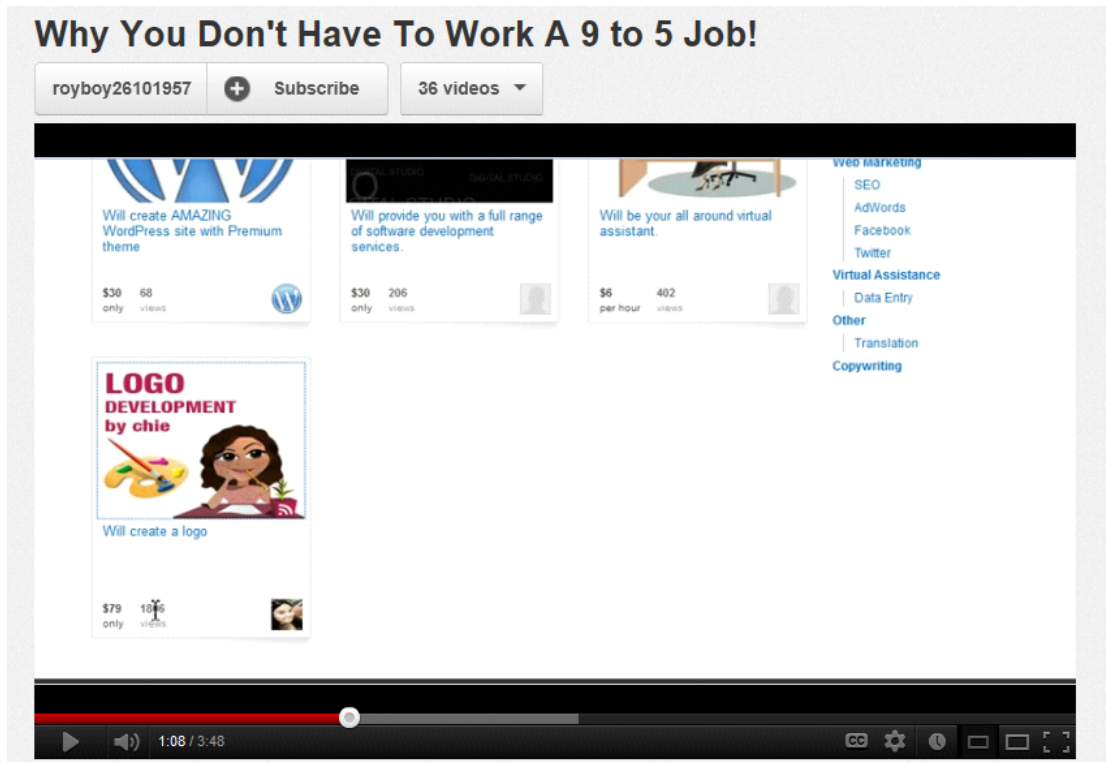 Why You Don't Have To Work A 9 to 5 Job!
royboy26101957 Subscribe 36 videos
Will create AMAZING
WordPress site with Premium
theme
$30 68
only views
DIGITAL STUDIO
Will provide you with a full range
of software development
services.
$30 206
only views
Will be your all around virtual
assistant.
$6 402
per hour views
LOGO
DEVELOPMENT
by chie
Will create a logo
$79
only views
Web Marketing
SEO
AdWords
Facebook
Twitter
Virtual Assistance
Data Entry
Other
Translation
Copywriting
1:08 / 3:48
CC